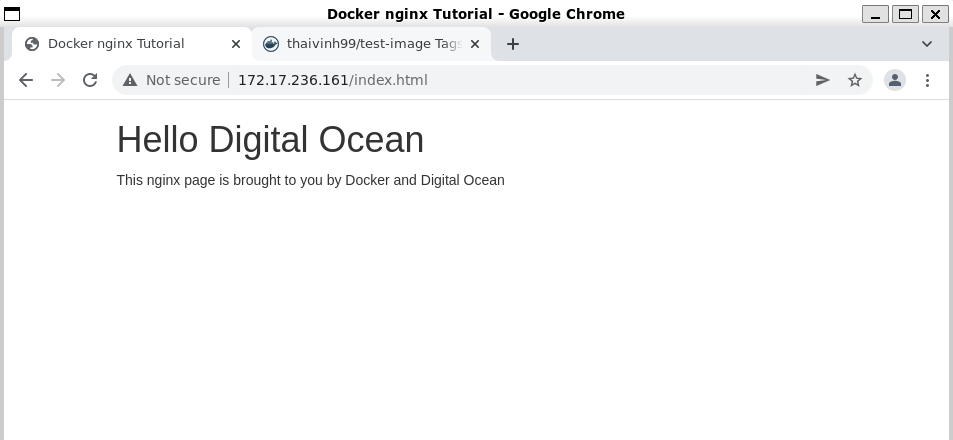 Docker nginx Tutorial - Google Chrome
Docker nginx Tutorial
thaivinh99/test-image Tags
Not secure
172.17.236.161/index.html
Hello Digital Ocean
This nginx page is brought to you by Docker and Digital Ocean